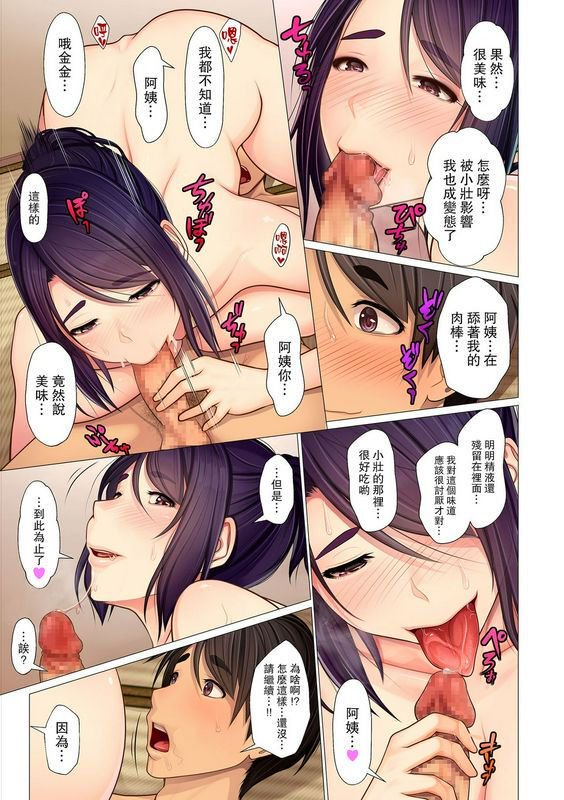 果然…
很美味…
怎麼呀…
被小壯影響
我也成變態了
阿姨…在
舔著我的
肉棒…
明明精液還
殘留在裡面…
我對這個味道
應該很討厭才對…
小壯的那裡…
很好吃喲
阿姨…
嗯
我都不知道…
阿姨…
哦金金…
這樣的
嗯啊
阿姨你…
竟然說
美味…
…但是…
…到此為止了
誒?
為啥啊!?
怎麼這樣…還沒…
請繼續…!!
因為…